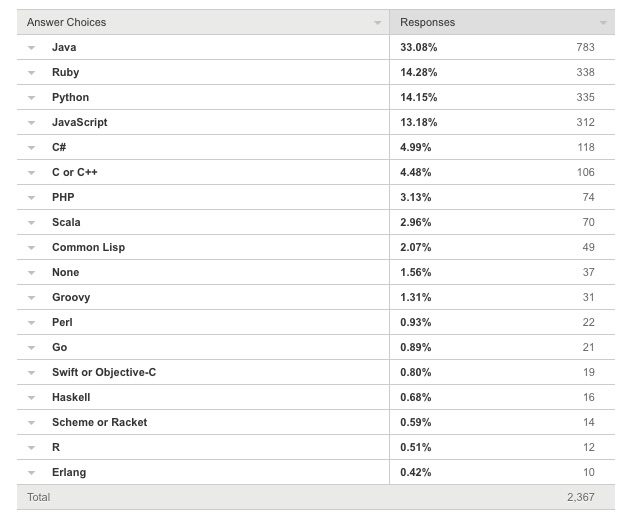 Answer Choices Responses
Java 33.08% 783
Ruby 14.28% 338
Python 14.15% 335
JavaScript 13.18% 312
C# 4.99% 118
C or C++ 4.48% 106
PHP 3.13% 74
Scala 2.96% 70
Common Lisp 2.07% 49
None 1.56% 37
Groovy 1.31% 31
Perl 0.93% 22
Go 0.89% 21
Swift or Objective-C 0.80% 19
Haskell 0.68% 16
Scheme or Racket 0.59% 14
R 0.51% 12
Erlang 0.42% 10
Total 2,367